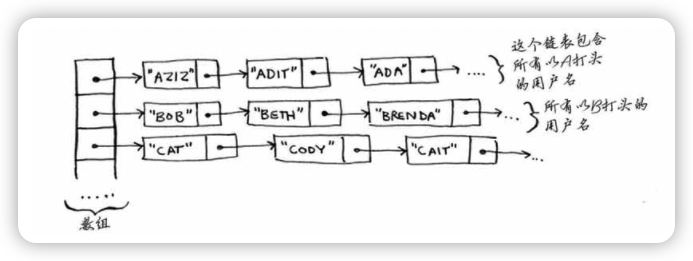 "AZIZ" "ADIT" "ADA" ....
这个链表包含
所有以A打头
的用户名
"BOB" "BETH" "BRENDA" ...
所有以B打头的
用户名
"CAT" "CODY" "CAIT" ...
.....
数组